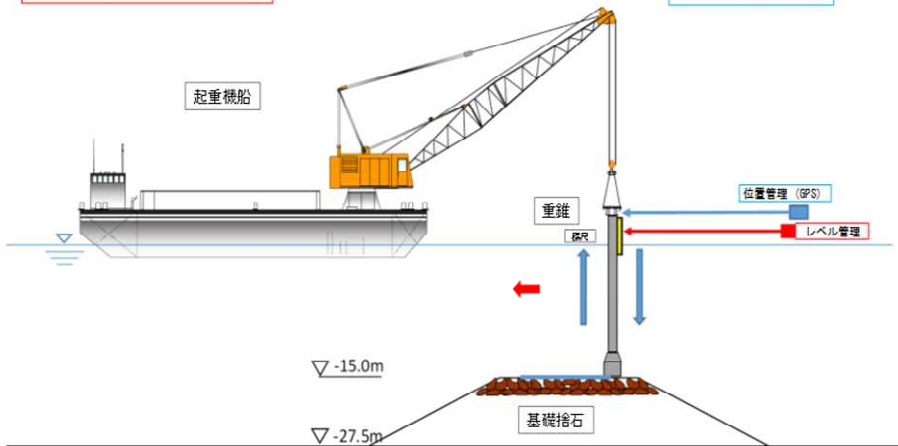 起重機船
位置管理 (GPS)
重錘
レベル管理
標尺
-15.0m
基礎捨石
-27.5m